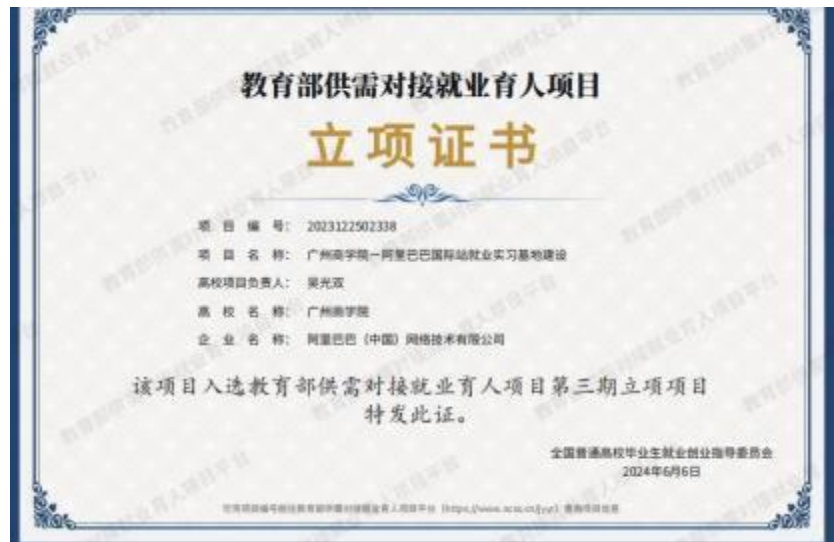 教育部供需对接就业育人项目
立项证书
项目编号: 2023122502338
项目名称: 广州商学院—阿里巴巴国际站就业实习基地建设
高校项目负责人: 吴光双
高校名称: 广州商学院
企业名称: 阿里巴巴(中国)网络技术有限公司
该项目入选教育部供需对接就业育人项目第三期立项项目
特发此证。
全国普通高校毕业生就业创业指导委员会
2024年6月6日